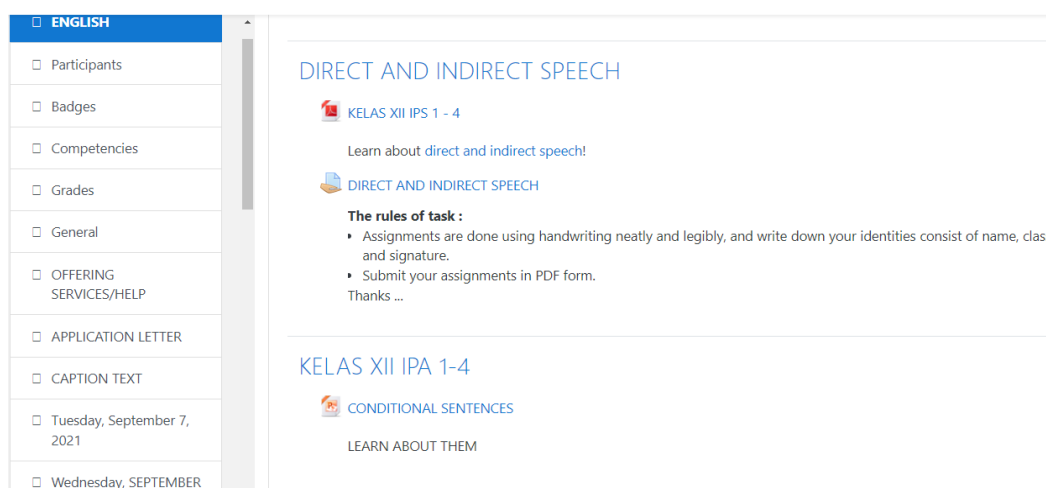 ENGLISH
Participants
Badges
Competencies
Grades
General
OFFERING
SERVICES/HELP
APPLICATION LETTER
CAPTION TEXT
Tuesday, September 7,
2021
Wednesday, SEPTEMBER
DIRECT AND INDIRECT SPEECH
KELAS XII IPS 1 - 4
Learn about direct and indirect speech!
DIRECT AND INDIRECT SPEECH
The rules of task :
• Assignments are done using handwriting neatly and legibly, and write down your identities consist of name, clas
and signature.
• Submit your assignments in PDF form.
Thanks ...
KELAS XII IPA 1-4
CONDITIONAL SENTENCES
LEARN ABOUT THEM